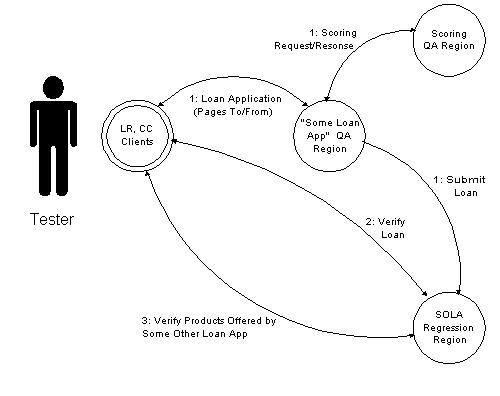 1: Scoring
Request/Resonse
Scoring
QA Region
1: Loan Application
(Pages To/From)
LR, CC
Clients
"Some Loan
App" QA
Region
1: Submit
Loan
Tester
2: Verify
Loan
3: Verify Products Offered by
Some Other Loan App
SOLA
Regression
Region